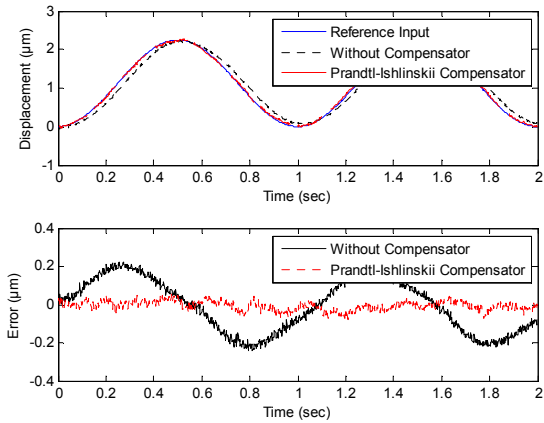 3
2
1
0
-1
Displacement (μm)
Reference Input
Without Compensator
Prandtl-Ishlinskii Compensator
0 0.2 0.4 0.6 0.8 1 1.2 1.4 1.6 1.8 2
Time (sec)
0.4
0.2
0
-0.2
-0.4
Error (μm)
Without Compensator
Prandtl-Ishlinskii Compensator
0 0.2 0.4 0.6 0.8 1 1.2 1.4 1.6 1.8 2
Time (sec)